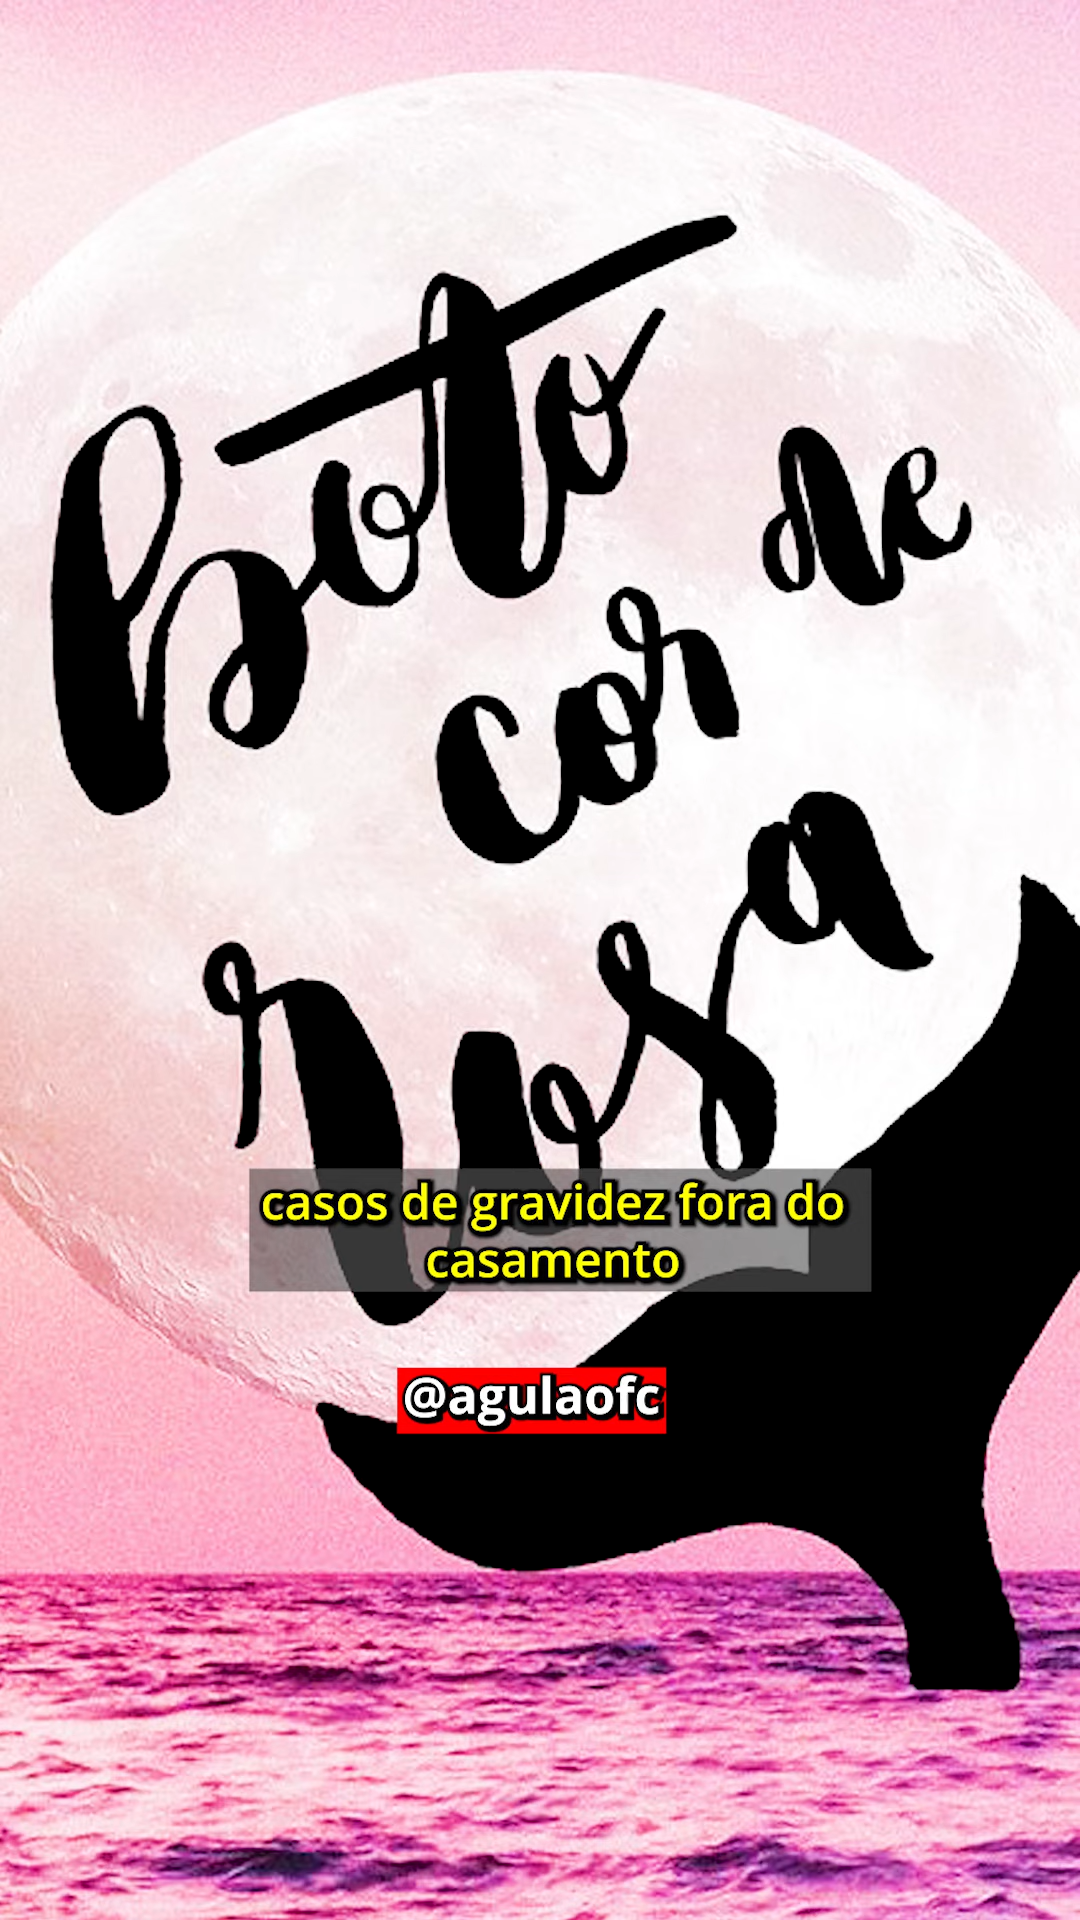 Boto
de
cor
rosa
casos de gravidez fora do
casamento
@agulaofc